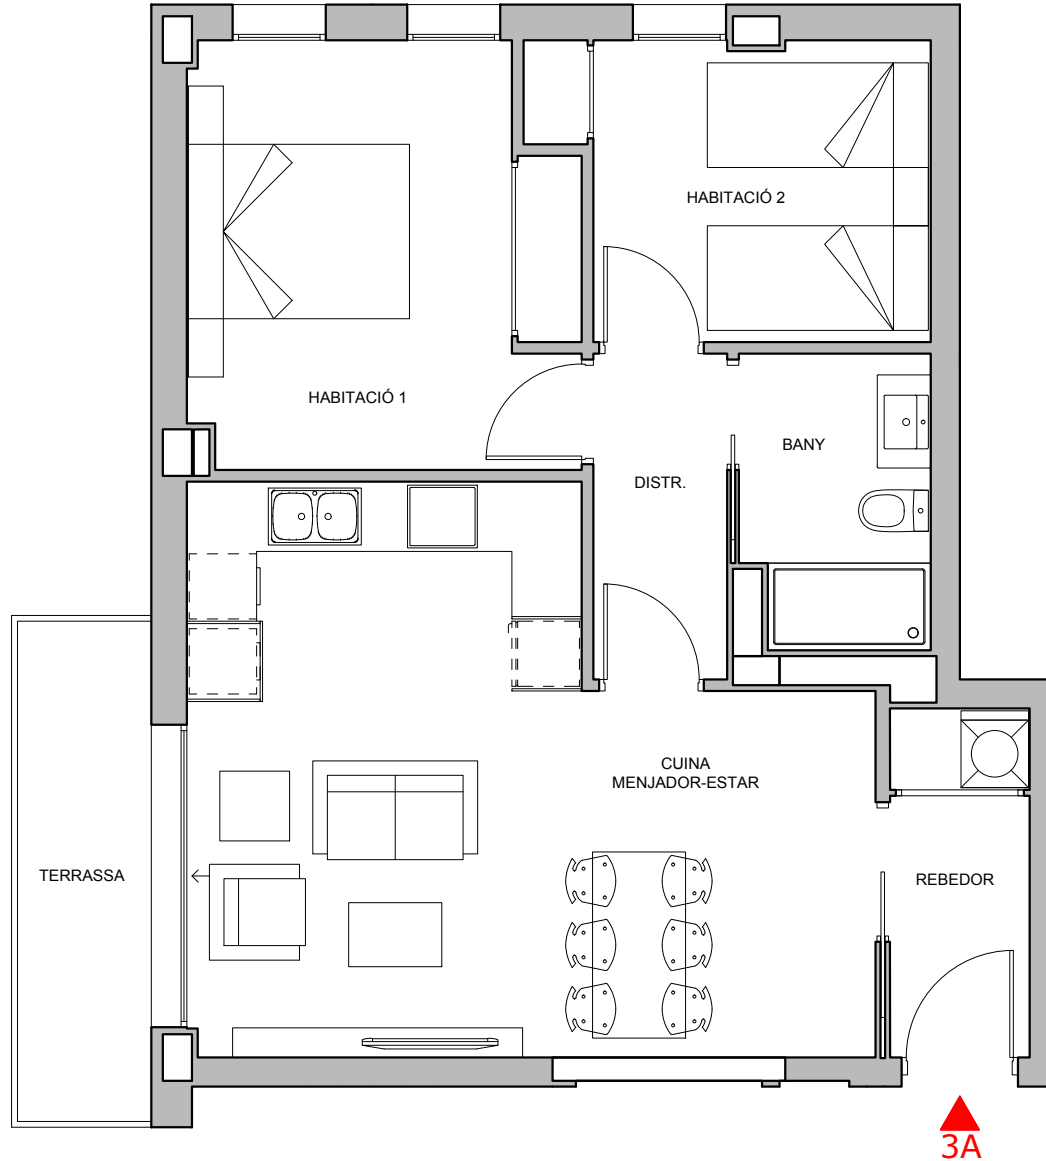 HABITACIÓ 2
HABITACIÓ 1
BANY
DISTR.
CUINA
MENJADOR-ESTAR
TERRASSA
REBEDOR
3A